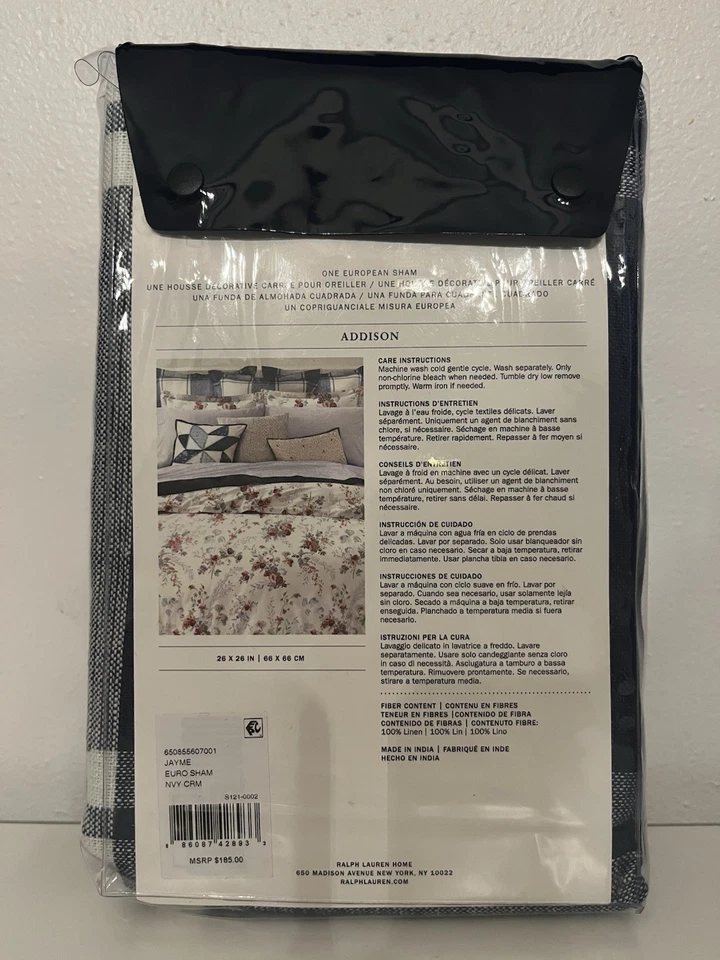 ONE EUROPEAN SHAM
UNE HOUSSE DÉCORATIVE CARRÉE POUR OREILLER / UNE HOUSSE DÉCORATIVE POUR OREILLER CARRÉ
UNA FUNDA DE ALMOHADA CUADRADA / UNA FUNDA PARA CUADRADO
UN COPRIGUANCIALE MISURA EUROPEA
ADDISON
CARE INSTRUCTIONS
Machine wash cold gentle cycle. Wash separately. Only
non-chlorine bleach when needed. Tumble dry low remove
promptly. Warm iron if needed.
INSTRUCTIONS D'ENTRETIEN
Lavage à l'eau froide, cycle textiles délicats. Laver
séparément. Uniquement un agent de blanchiment sans
chlore, si nécessaire. Séchage en machine à basse
température. Retirer rapidement. Repasser à fer moyen si
nécessaire.
CONSEILS D'ENTRETIEN
Lavage à froid en machine avec un cycle délicat. Laver
séparément. Au besoin, utiliser un agent de blanchiment
non chloré uniquement. Séchage en machine à basse
température, retirer sans délai. Repasser à fer chaud si
nécessaire.
INSTRUCCIÓN DE CUIDADO
Lavar a máquina con agua fría en ciclo de prendas
delicadas. Lavar por separado. Solo usar blanqueador sin
cloro en caso necesario. Secar a baja temperatura, retirar
immediatamente. Usar plancha tibia en caso necesario.
INSTRUCCIONES DE CUIDADO
Lavar a máquina con ciclo suave en frío. Lavar por
separado. Cuando sea necesario, usar solamente lejía
sin cloro. Secado a máquina a baja temperatura, retirar
enseguida. Planchado a temperatura media si fuera
necesario.
ISTRUZIONI PER LA CURA
Lavaggio delicato in lavatrice a freddo. Lavare
separatamente. Usare solo candeggiante senza cloro
in caso di necessità. Asciugatura a tamburo a bassa
temperatura. Rimuovere prontamente. Se necessario,
stirare a temperatura media.
26 X 26 IN | 66 X 66 CM
FIBER CONTENT | CONTENU EN FIBRES
TENEUR EN FIBRES |CONTENIDO DE FIBRA
CONTENIDO DE FIBRAS | CONTENUTO FIBRE:
100% Linen | 100% Lin | 100% Lino
MADE IN INDIA | FABRIQUÉ EN INDE
HECHO EN INDIA
650855607001
JAYME
EURO SHAM
NVY CRM
S121-0002
8 86087 42893 3
MSRP $185.00
RALPH LAUREN HOME
650 MADISON AVENUE NEW YORK, NY 10022
RALPHLAUREN.COM